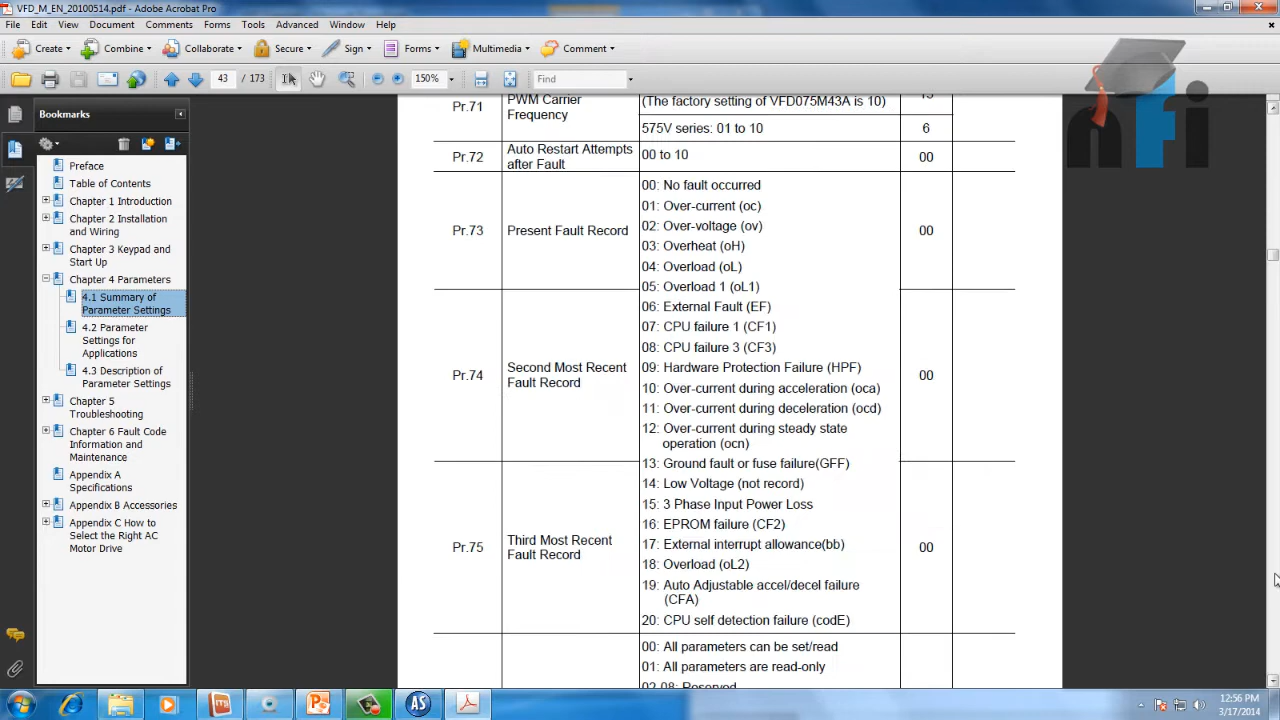 VFD_M_EN_20100514.pdf - Adobe Acrobat Pro
File Edit View Document Comments Forms Tools Advanced Window Help
Create Combine Collaborate Secure Sign Forms Multimedia Comment
43 / 173 150% Find
Bookmarks
Preface
Table of Contents
Chapter 1 Introduction
Chapter 2 Installation
and Wiring
Chapter 3 Keypad and
Start Up
Chapter 4 Parameters
4.1 Summary of
Parameter Settings
4.2 Parameter
Settings for
Applications
4.3 Description of
Parameter Settings
Chapter 5
Troubleshooting
Chapter 6 Fault Code
Information and
Maintenance
Appendix A
Specifications
Appendix B Accessories
Appendix C How to
Select the Right AC
Motor Drive
Pr.71
PWM Carrier
Frequency
(The factory setting of VFD075M43A is 10)
15
575V series: 01 to 10
6
Pr.72
Auto Restart Attempts
after Fault
00 to 10
00
Pr.73
Present Fault Record
00
Pr.74
Second Most Recent
Fault Record
00
Pr.75
Third Most Recent
Fault Record
00
00: No fault occurred
01: Over-current (oc)
02: Over-voltage (ov)
03: Overheat (oH)
04: Overload (oL)
05: Overload 1 (oL1)
06: External Fault (EF)
07: CPU failure 1 (CF1)
08: CPU failure 3 (CF3)
09: Hardware Protection Failure (HPF)
10: Over-current during acceleration (oca)
11: Over-current during deceleration (ocd)
12: Over-current during steady state
operation (ocn)
13: Ground fault or fuse failure(GFF)
14: Low Voltage (not record)
15: 3 Phase Input Power Loss
16: EPROM failure (CF2)
17: External interrupt allowance(bb)
18: Overload (oL2)
19: Auto Adjustable accel/decel failure
(CFA)
20: CPU self detection failure (codE)
00: All parameters can be set/read
01: All parameters are read-only
02-08: Reserved
nfi
12:56 PM
3/17/2014